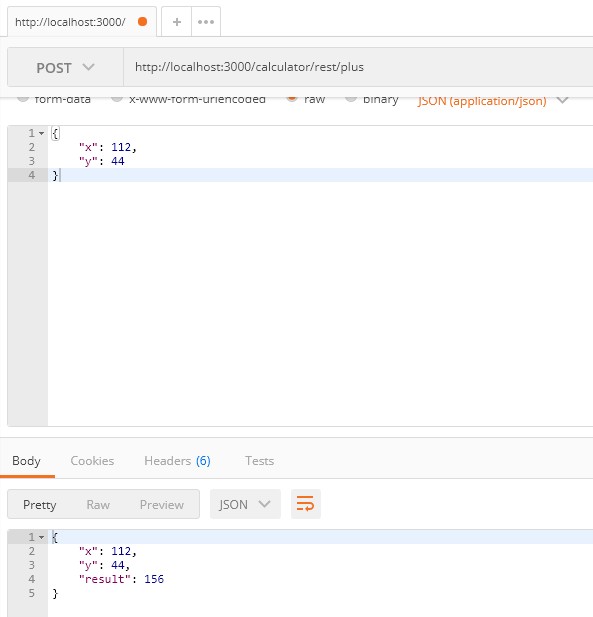 http://localhost:3000/
+
•••
POST
http://localhost:3000/calculator/rest/plus
form-data x-www-form-urlencoded raw binary JSON (application/json)
1 {
2 "x": 112,
3 "y": 44
4 }
Body Cookies Headers (6) Tests
Pretty Raw Preview JSON
1 {
2 "x": 112,
3 "y": 44,
4 "result": 156
5 }